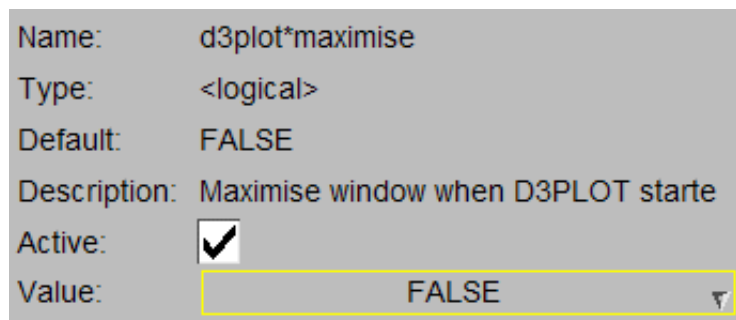 Name: d3plot*maximise
Type: <logical>
Default: FALSE
Description: Maximise window when D3PLOT starte
Active:
Value: FALSE